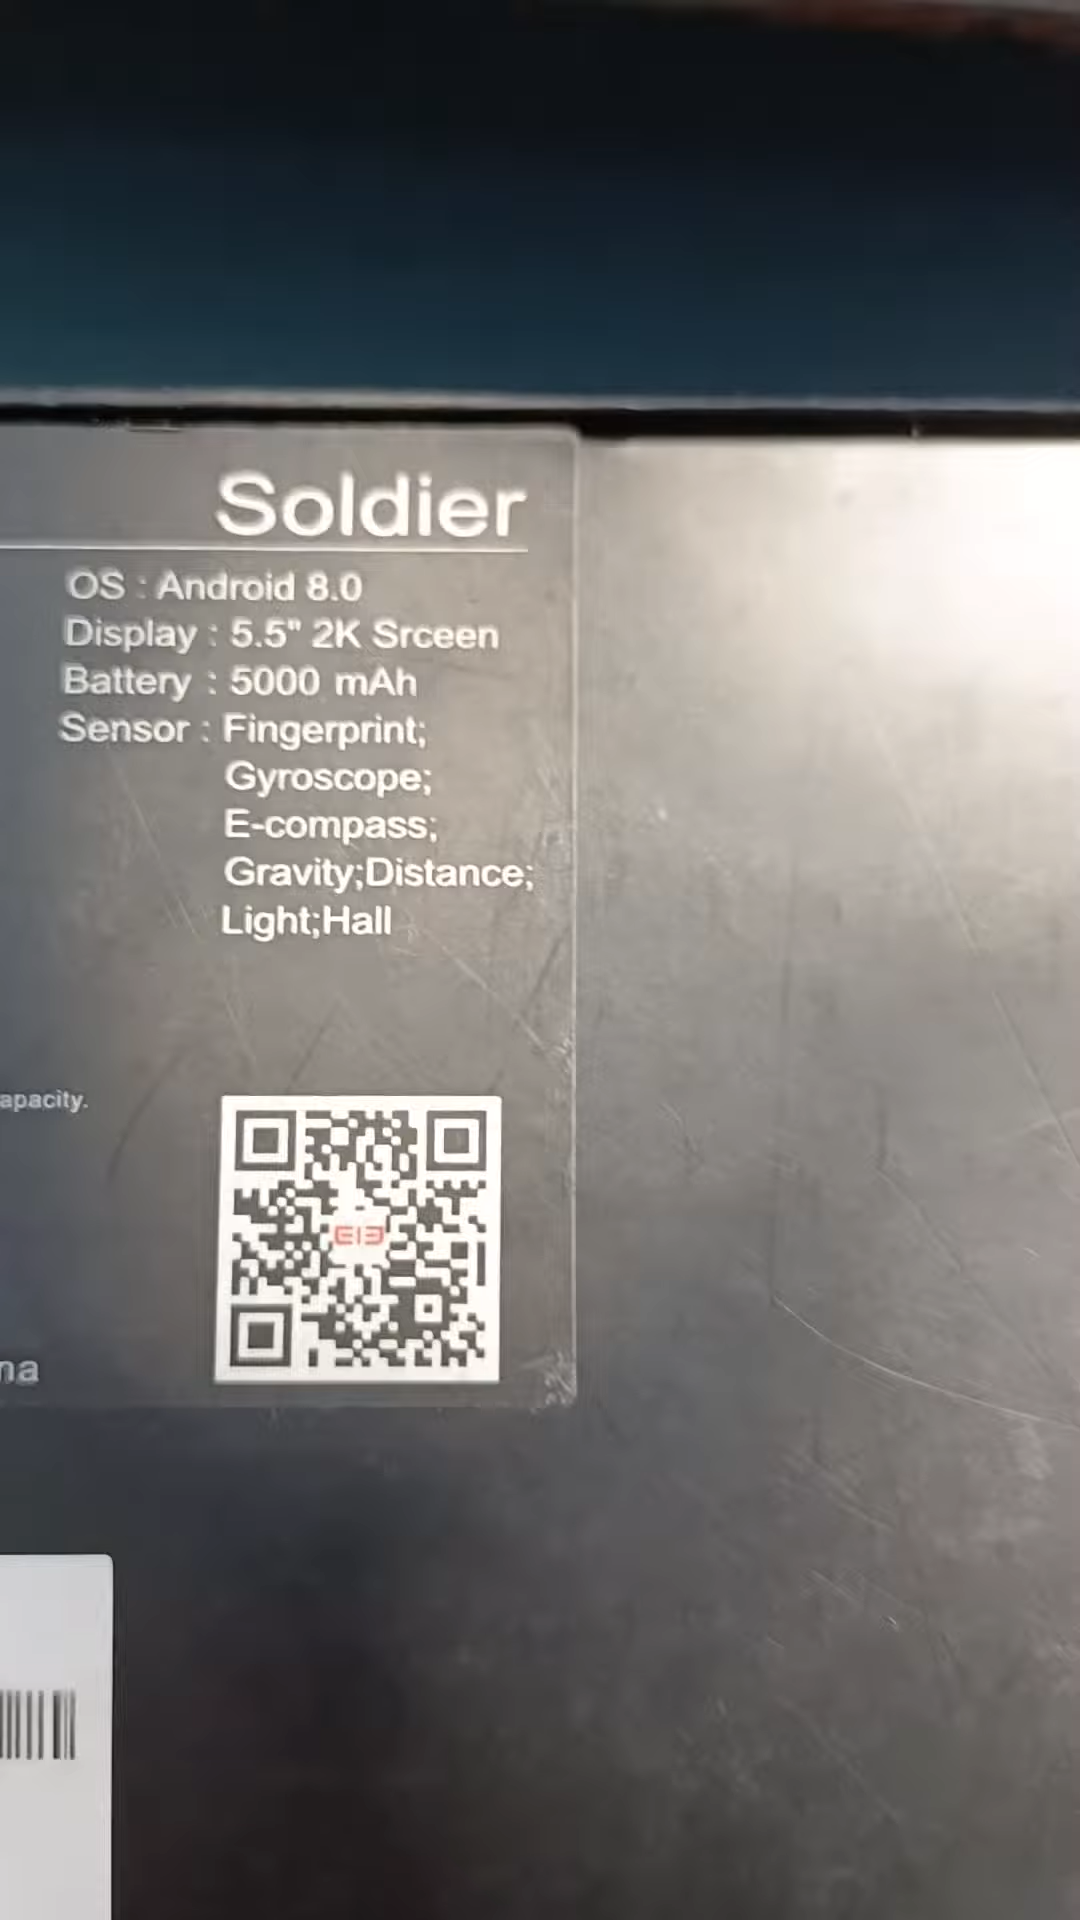 Soldier
OS : Android 8.0
Display : 5.5" 2K Srceen
Battery : 5000 mAh
Sensor : Fingerprint;
Gyroscope;
E-compass;
Gravity;Distance;
Light;Hall
apacity.
na